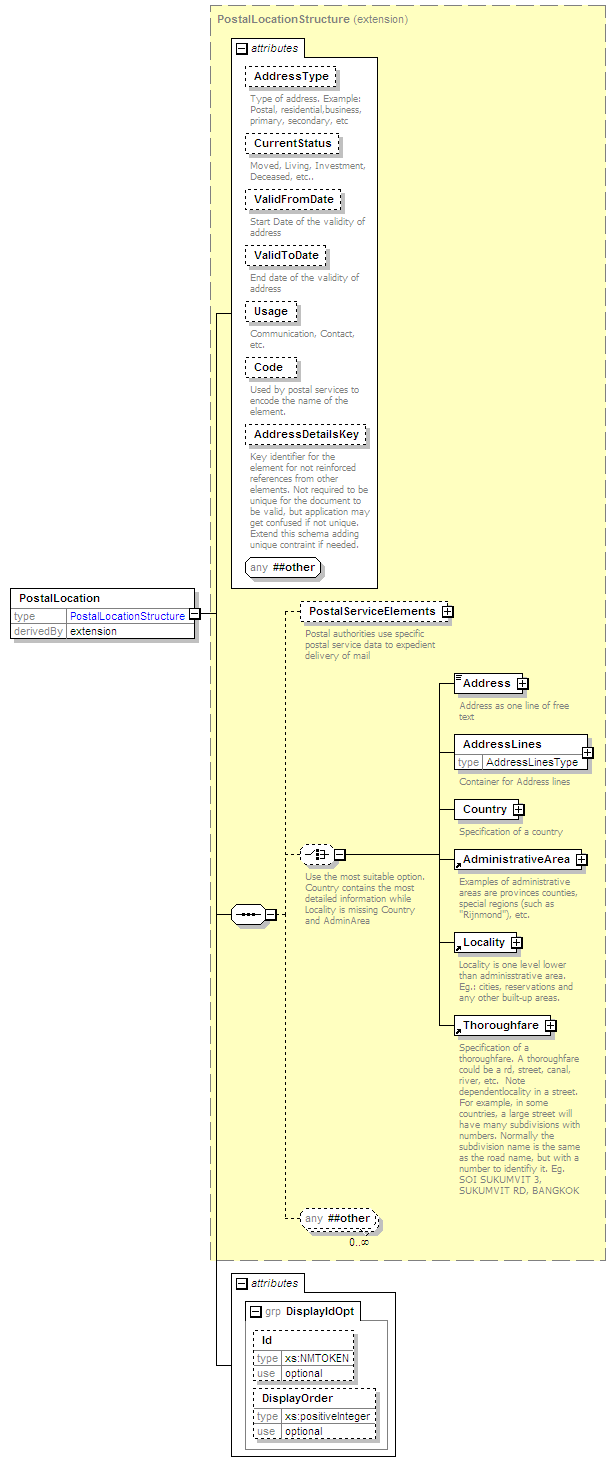 PostalLocationStructure (extension)
attributes
AddressType
Type of address. Example:
Postal, residential,business,
primary, secondary, etc
CurrentStatus
Moved, Living, Investment,
Deceased, etc..
ValidFromDate
Start Date of the validity of
address
ValidToDate
End date of the validity of
address
Usage
Communication, Contact,
etc.
Code
Used by postal services to
encode the name of the
element.
AddressDetailsKey
Key identifier for the
element for not reinforced
references from other
elements. Not required to be
unique for the document to
be valid, but application may
get confused if not unique.
Extend this schema adding
unique contraint if needed.
any ##other
PostalLocation
type PostalLocationStructure
derivedBy extension
PostalServiceElements
Postal authorities use specific
postal service data to expedient
delivery of mail
Use the most suitable option.
Country contains the most
detailed information while
Locality is missing Country
and AdminArea
Address
Address as one line of free
text
AddressLines
type AddressLinesType
Container for Address lines
Country
Specification of a country
AdministrativeArea
Examples of administrative
areas are provinces counties,
special regions (such as
"Rijnmond"), etc.
Locality
Locality is one level lower
than adminisstrative area.
Eg.: cities, reservations and
any other built-up areas.
Thoroughfare
Specification of a
thoroughfare. A thoroughfare
could be a rd, street, canal,
river, etc.  Note
dependentlocality in a street.
For example, in some
countries, a large street will
have many subdivisions with
numbers. Normally the
subdivision name is the same
as the road name, but with a
number to identifiy it. Eg.
SOI SUKUMVIT 3,
SUKUMVIT RD, BANGKOK
any ##other
0..∞
attributes
grp DisplayIdOpt
Id
type xs:NMTOKEN
use optional
DisplayOrder
type xs:positiveInteger
use optional